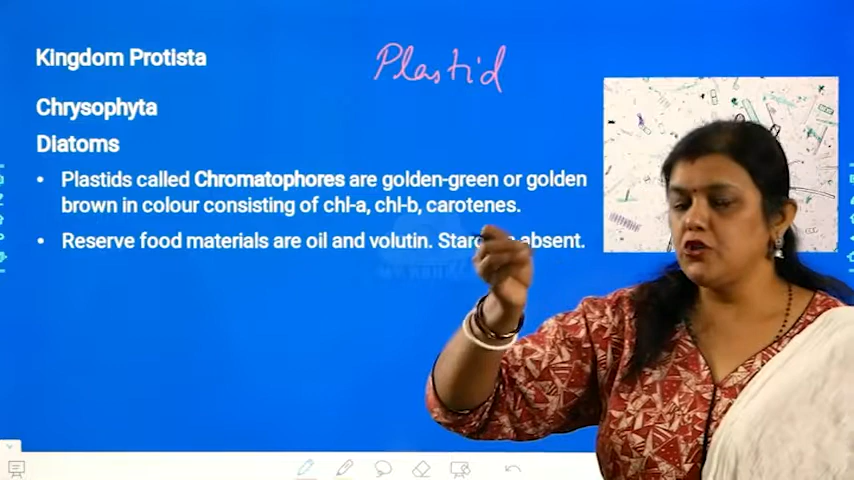 Kingdom Protista
Plastid
Chrysophyta
Diatoms
• Plastids called Chromatophores are golden-green or golden
brown in colour consisting of chl-a, chl-b, carotenes.
• Reserve food materials are oil and volutin. absent.